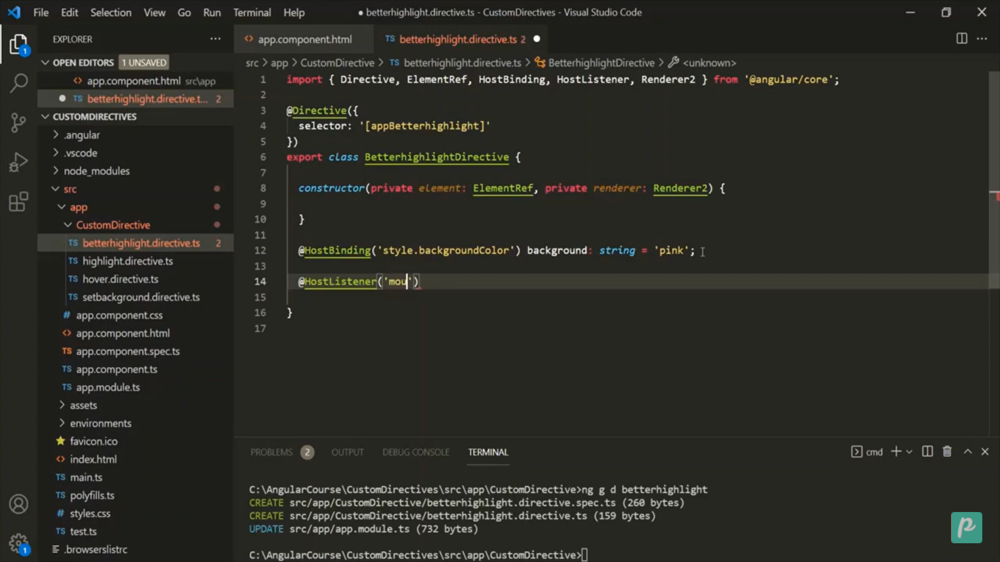 File Edit Selection View Go Run Terminal Help
● betterhighlight.directive.ts - CustomDirectives - Visual Studio Code
EXPLORER ···
OPEN EDITORS 1 UNSAVED
app.component.html src\app
betterhighlight.directive.t... 2
CUSTOMDIRECTIVES
.angular
.vscode
node_modules
src
app
CustomDirective
TS betterhighlight.directive.ts 2
TS highlight.directive.ts
TS hover.directive.ts
TS setbackground.directive.ts
# app.component.css
<> app.component.html
TS app.component.spec.ts
TS app.component.ts
TS app.module.ts
assets
environments
favicon.ico
<> index.html
TS main.ts
TS polyfills.ts
# styles.css
TS test.ts
.browserslistrc
1
1
<> app.component.html
TS betterhighlight.directive.ts 2 ●
src > app > CustomDirective > TS betterhighlight.directive.ts > BetterhighlightDirective > <unknown>
1 import { Directive, ElementRef, HostBinding, HostListener, Renderer2 } from '@angular/core';
2
3 @Directive({
4 selector: '[appBetterhighlight]'
5 })
6 export class BetterhighlightDirective {
7
8 constructor(private element: ElementRef, private renderer: Renderer2) {
9
10 }
11
12 @HostBinding('style.backgroundColor') background: string = 'pink';
13
14 @HostListener('mou')
15
16 }
17
PROBLEMS 2 OUTPUT DEBUG CONSOLE TERMINAL
cmd
C:\AngularCourse\CustomDirectives\src\app\CustomDirective>ng g d betterhighlight
CREATE src/app/CustomDirective/betterhighlight.directive.spec.ts (260 bytes)
CREATE src/app/CustomDirective/betterhighlight.directive.ts (159 bytes)
UPDATE src/app/app.module.ts (732 bytes)
C:\AngularCourse\CustomDirectives\src\app\CustomDirective>
p